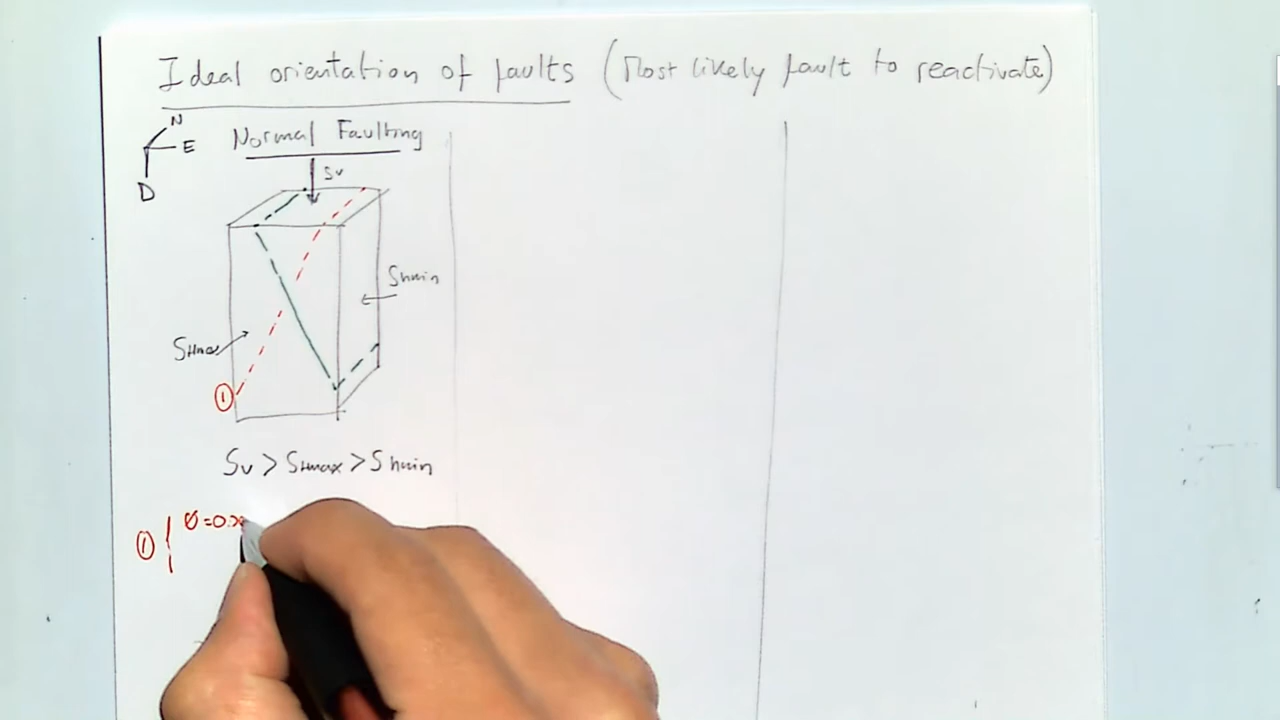 Ideal orientation of faults (Most likely fault to reactivate)
N
E
D
Normal Faulting
Sv
Shmin
SHmax
①
Sv > SHmax > Shmin
①